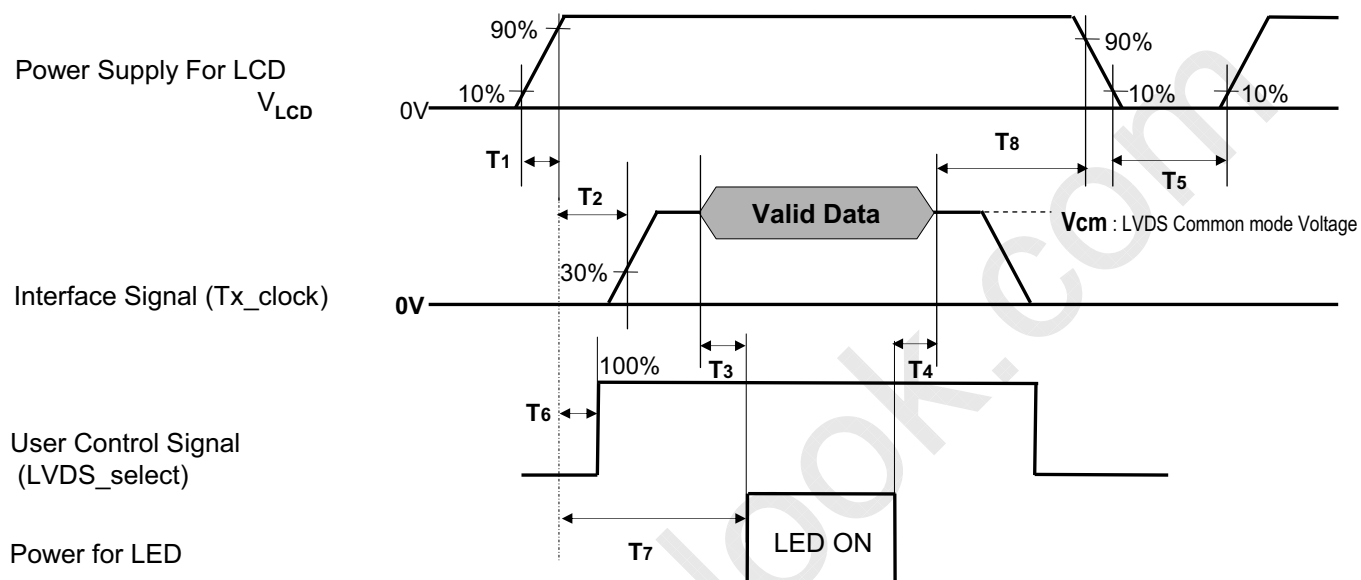 90%
90%
Power Supply For LCD
VLCD
10%
10%
10%
0V
T1
T8
T5
T2
Valid Data
Vcm : LVDS Common mode Voltage
30%
Interface Signal (Tx_clock)
0V
100%
T3
T4
T6
User Control Signal
(LVDS_select)
T7
LED ON
Power for LED
look.com